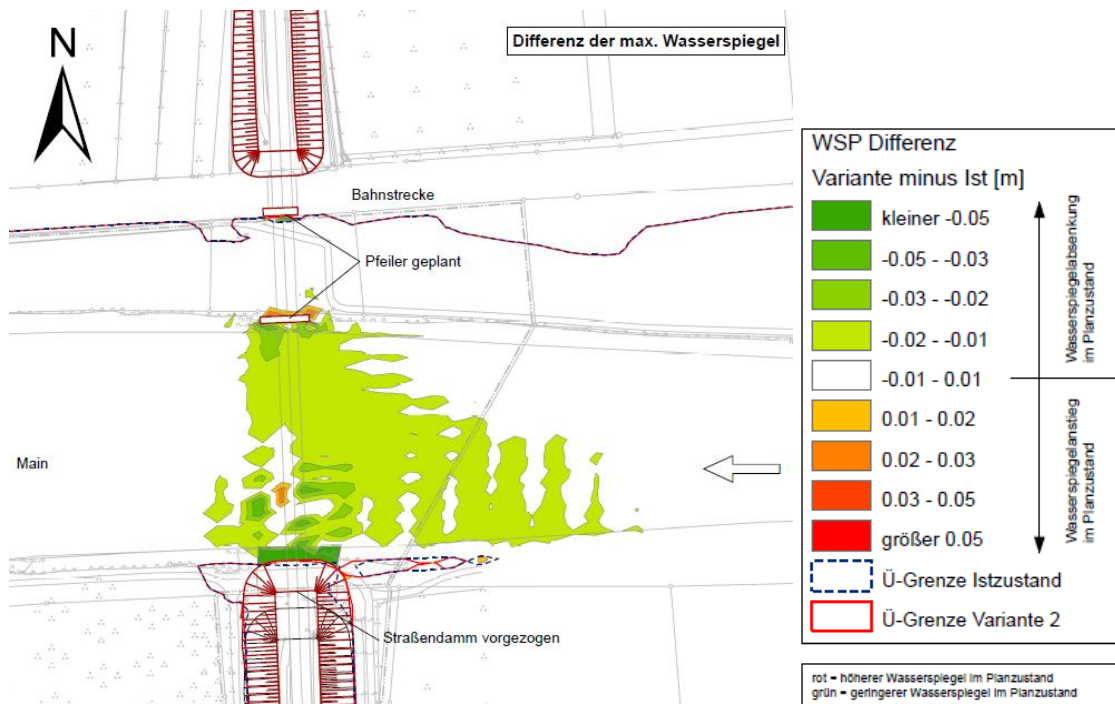 N
Differenz der max. Wasserspiegel
Bahnstrecke
Pfeiler geplant
Main
Straßendamm vorgezogen
WSP Differenz
Variante minus Ist [m]
kleiner -0.05
-0.05 - -0.03
-0.03 - -0.02
-0.02 - -0.01
-0.01 - 0.01
0.01 - 0.02
0.02 - 0.03
0.03 - 0.05
größer 0.05
Ü-Grenze Istzustand
Ü-Grenze Variante 2
Wasserspiegelabsenkung
im Planzustand
Wasserspiegelanstieg
im Planzustand
rot = höherer Wasserspiegel im Planzustand
grün = geringerer Wasserspiegel im Planzustand